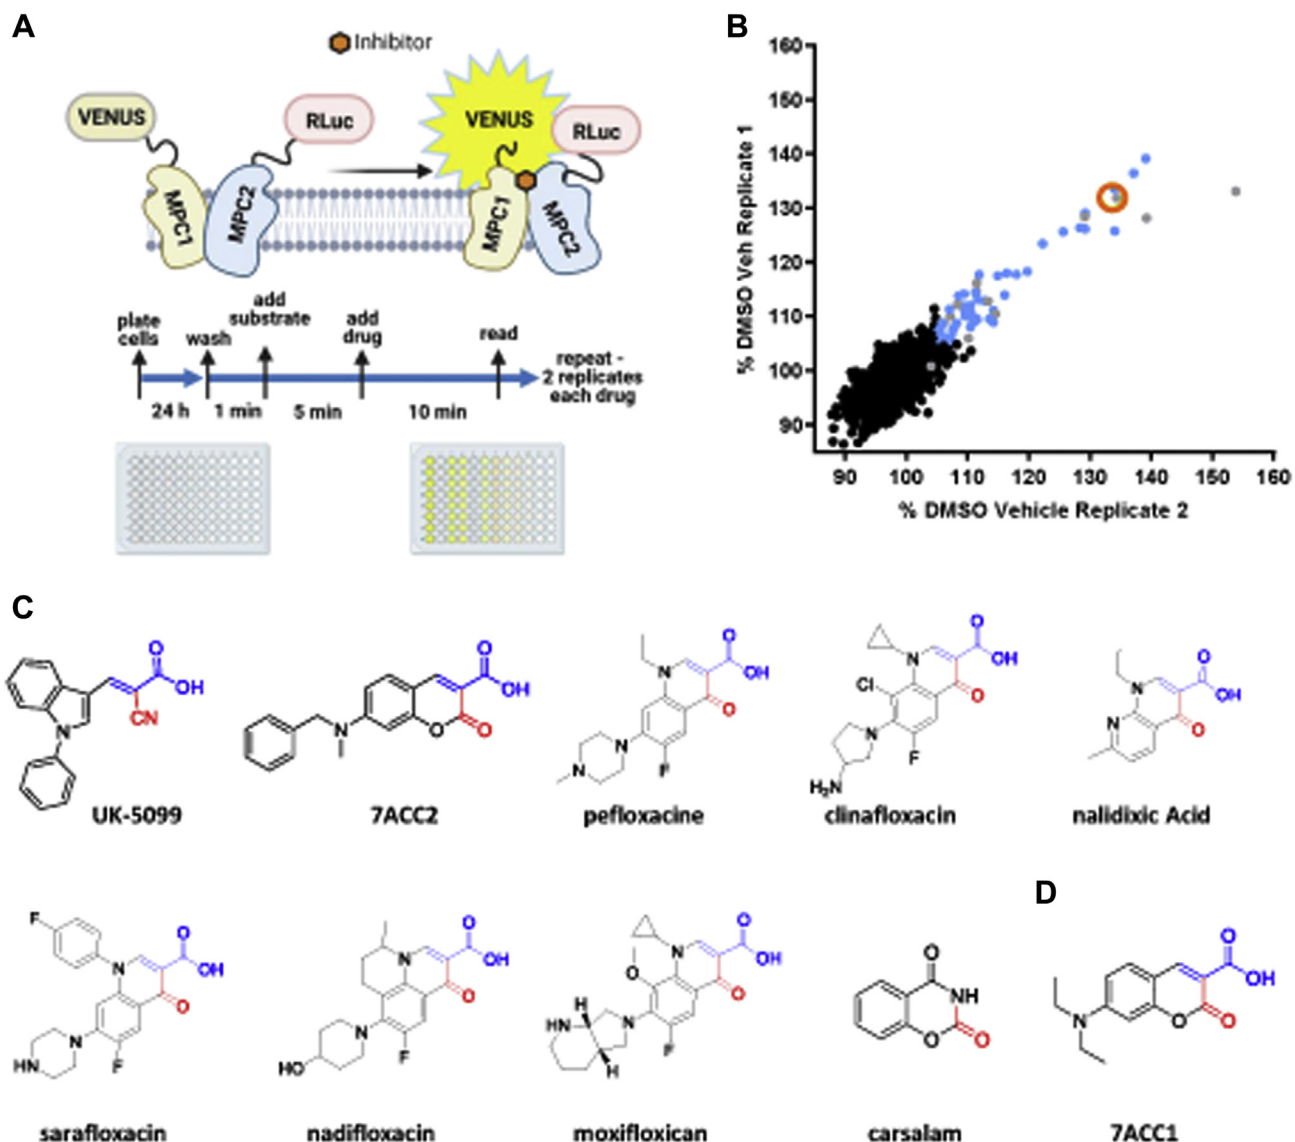 A
Inhibitor
VENUS
RLuc
VENUS
RLuc
MPC1
MPC2
MPC1
MPC2
plate
cells
wash
add
substrate
add
drug
read
repeat -
2 replicates
each drug
24 h
1 min
5 min
10 min
B
% DMSO Veh Replicate 1
160
150
140
130
120
110
100
90
90
100
110
120
130
140
150
160
% DMSO Vehicle Replicate 2
C
O
OH
CN
N
UK-5099
O
OH
N
O
O
7ACC2
O
OH
N
O
N
N
F
pefloxacine
O
OH
N
Cl
O
N
F
H₂N
clinafloxacin
O
OH
N
N
O
nalidixic Acid
F
O
OH
N
O
N
HN
F
sarafloxacin
O
OH
N
O
N
F
HO
nadifloxacin
O
OH
N
O
O
H
HN
N
F
H
moxifloxican
O
NH
O
O
carsalam
D
O
OH
N
O
O
7ACC1